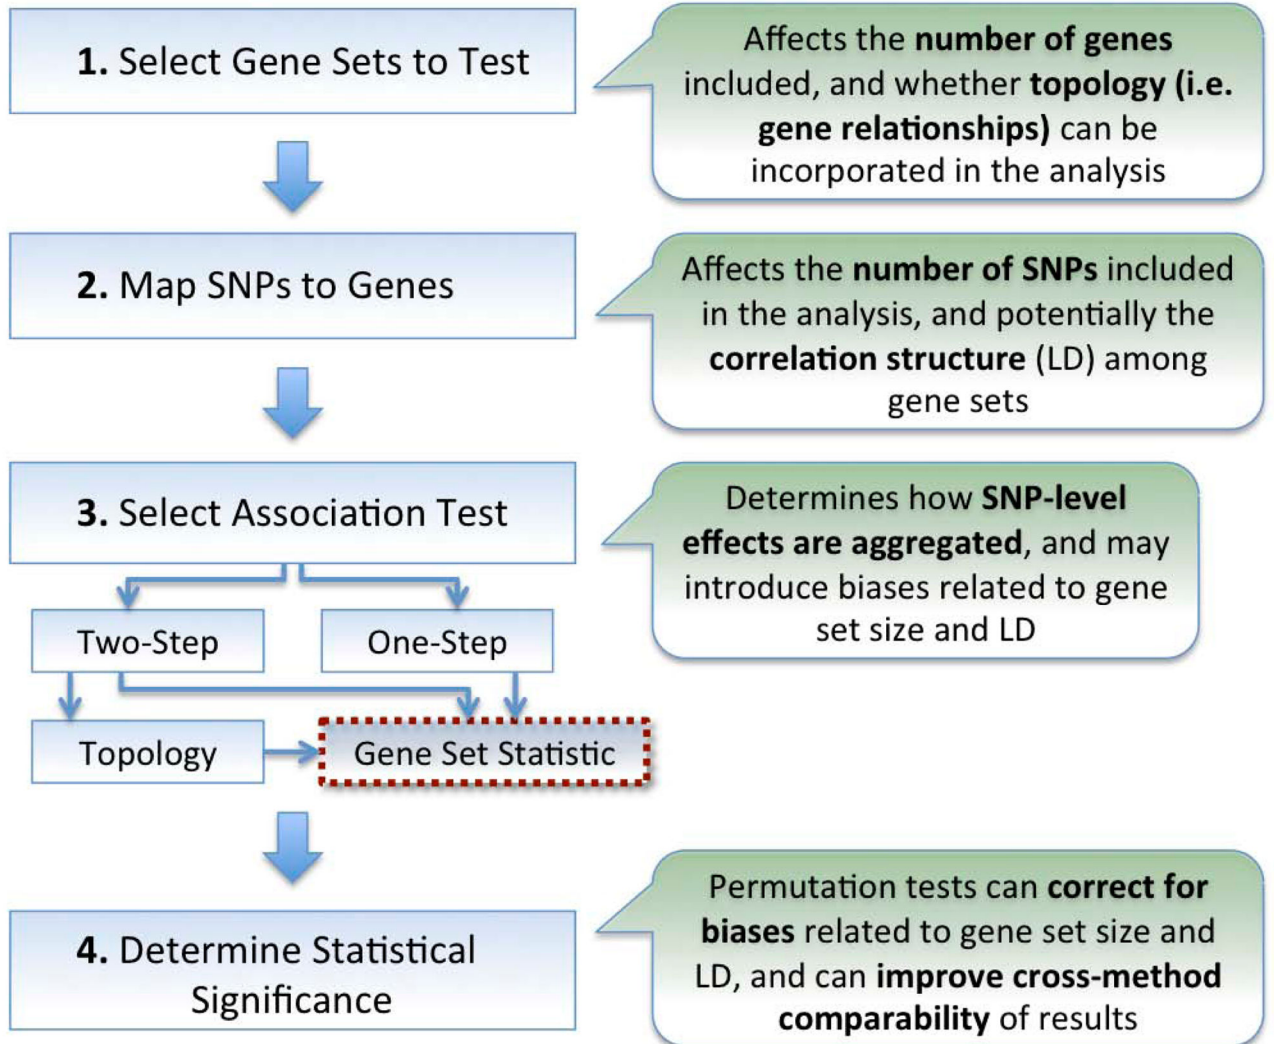 1. Select Gene Sets to Test
Affects the number of genes
included, and whether topology (i.e.
gene relationships) can be
incorporated in the analysis
2. Map SNPs to Genes
Affects the number of SNPs included
in the analysis, and potentially the
correlation structure (LD) among
gene sets
3. Select Association Test
Determines how SNP-level
effects are aggregated, and may
introduce biases related to gene
set size and LD
Two-Step
One-Step
Topology
Gene Set Statistic
4. Determine Statistical
Significance
Permutation tests can correct for
biases related to gene set size and
LD, and can improve cross-method
comparability of results